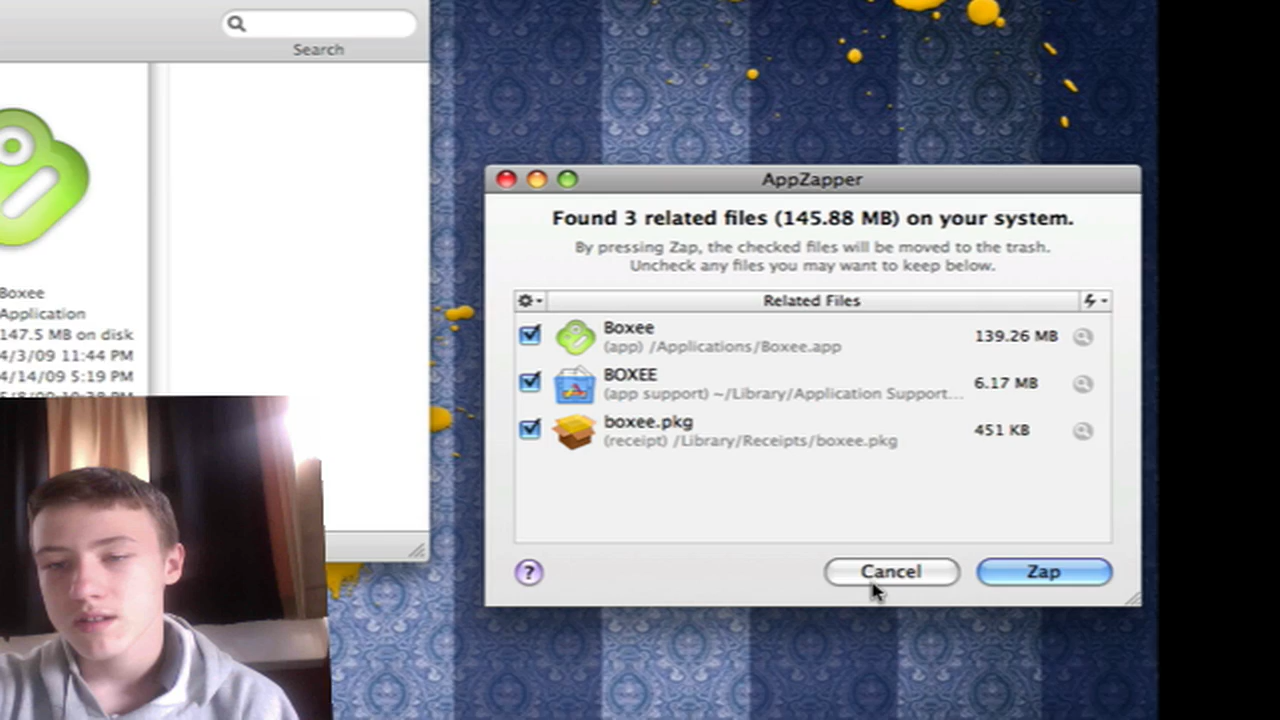 Search
Boxee
Application
147.5 MB on disk
4/3/09 11:44 PM
4/14/09 5:19 PM
AppZapper
Found 3 related files (145.88 MB) on your system.
By pressing Zap, the checked files will be moved to the trash.
Uncheck any files you may want to keep below.
Related Files
Boxee
(app) /Applications/Boxee.app
139.26 MB
BOXEE
(app support) ~/Library/Application Support...
6.17 MB
boxee.pkg
(receipt) /Library/Receipts/boxee.pkg
451 KB
?
Cancel
Zap